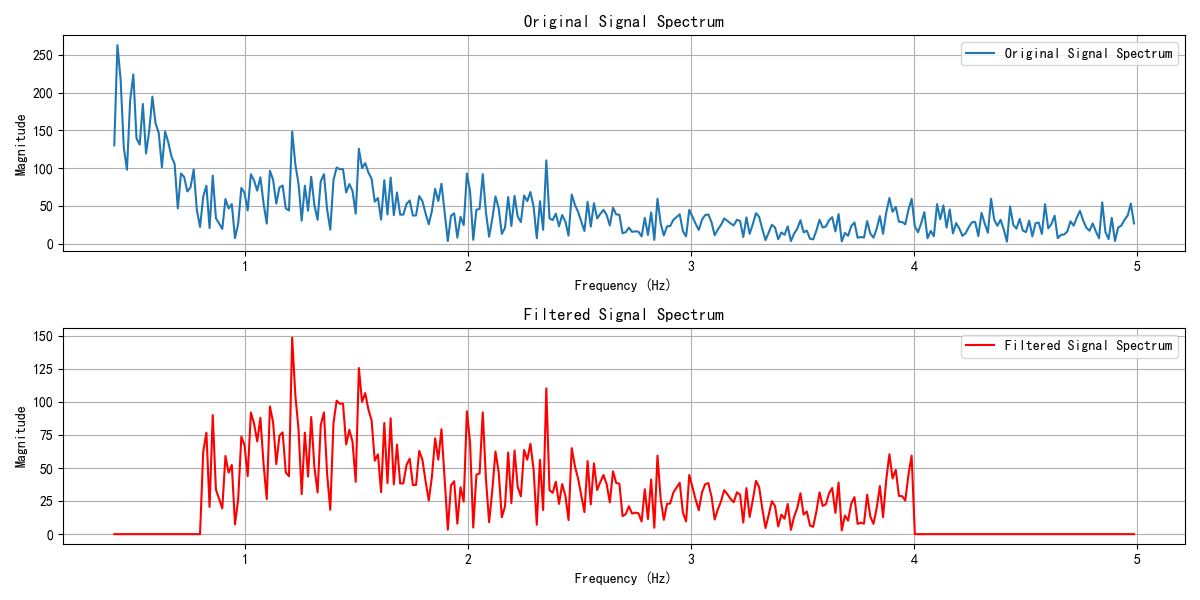 Original Signal Spectrum
Original Signal Spectrum
Magnitude
250
200
150
100
50
0
1
2
3
4
5
Frequency (Hz)
Filtered Signal Spectrum
Filtered Signal Spectrum
Magnitude
150
125
100
75
50
25
0
1
2
3
4
5
Frequency (Hz)